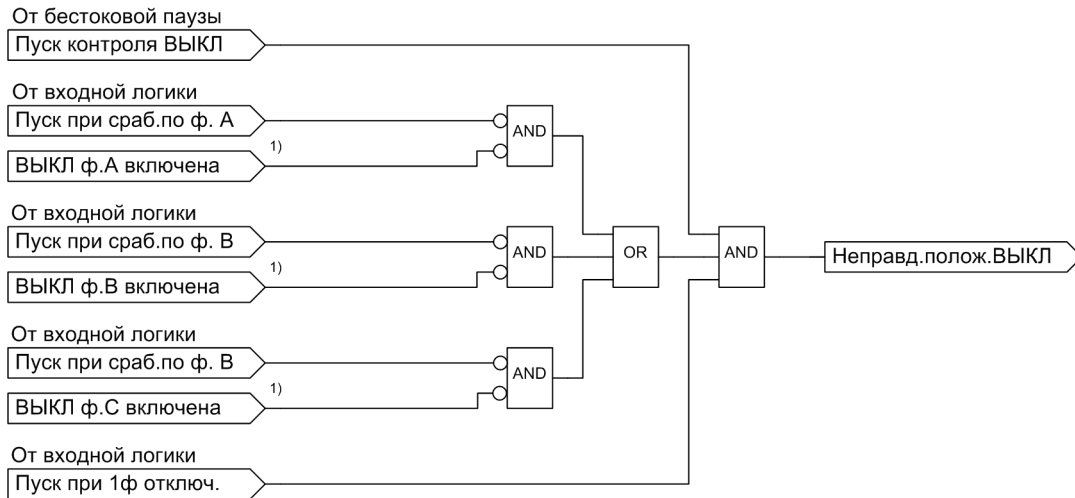 От бестоковой паузы
Пуск контроля ВЫКЛ
От входной логики
Пуск при сраб.по ф. А
1)
ВЫКЛ ф.А включена
AND
От входной логики
Пуск при сраб.по ф. В
1)
ВЫКЛ ф.В включена
AND
OR
AND
Неправд.полож.ВЫКЛ
От входной логики
Пуск при сраб.по ф. В
1)
ВЫКЛ ф.С включена
AND
От входной логики
Пуск при 1ф отключ.